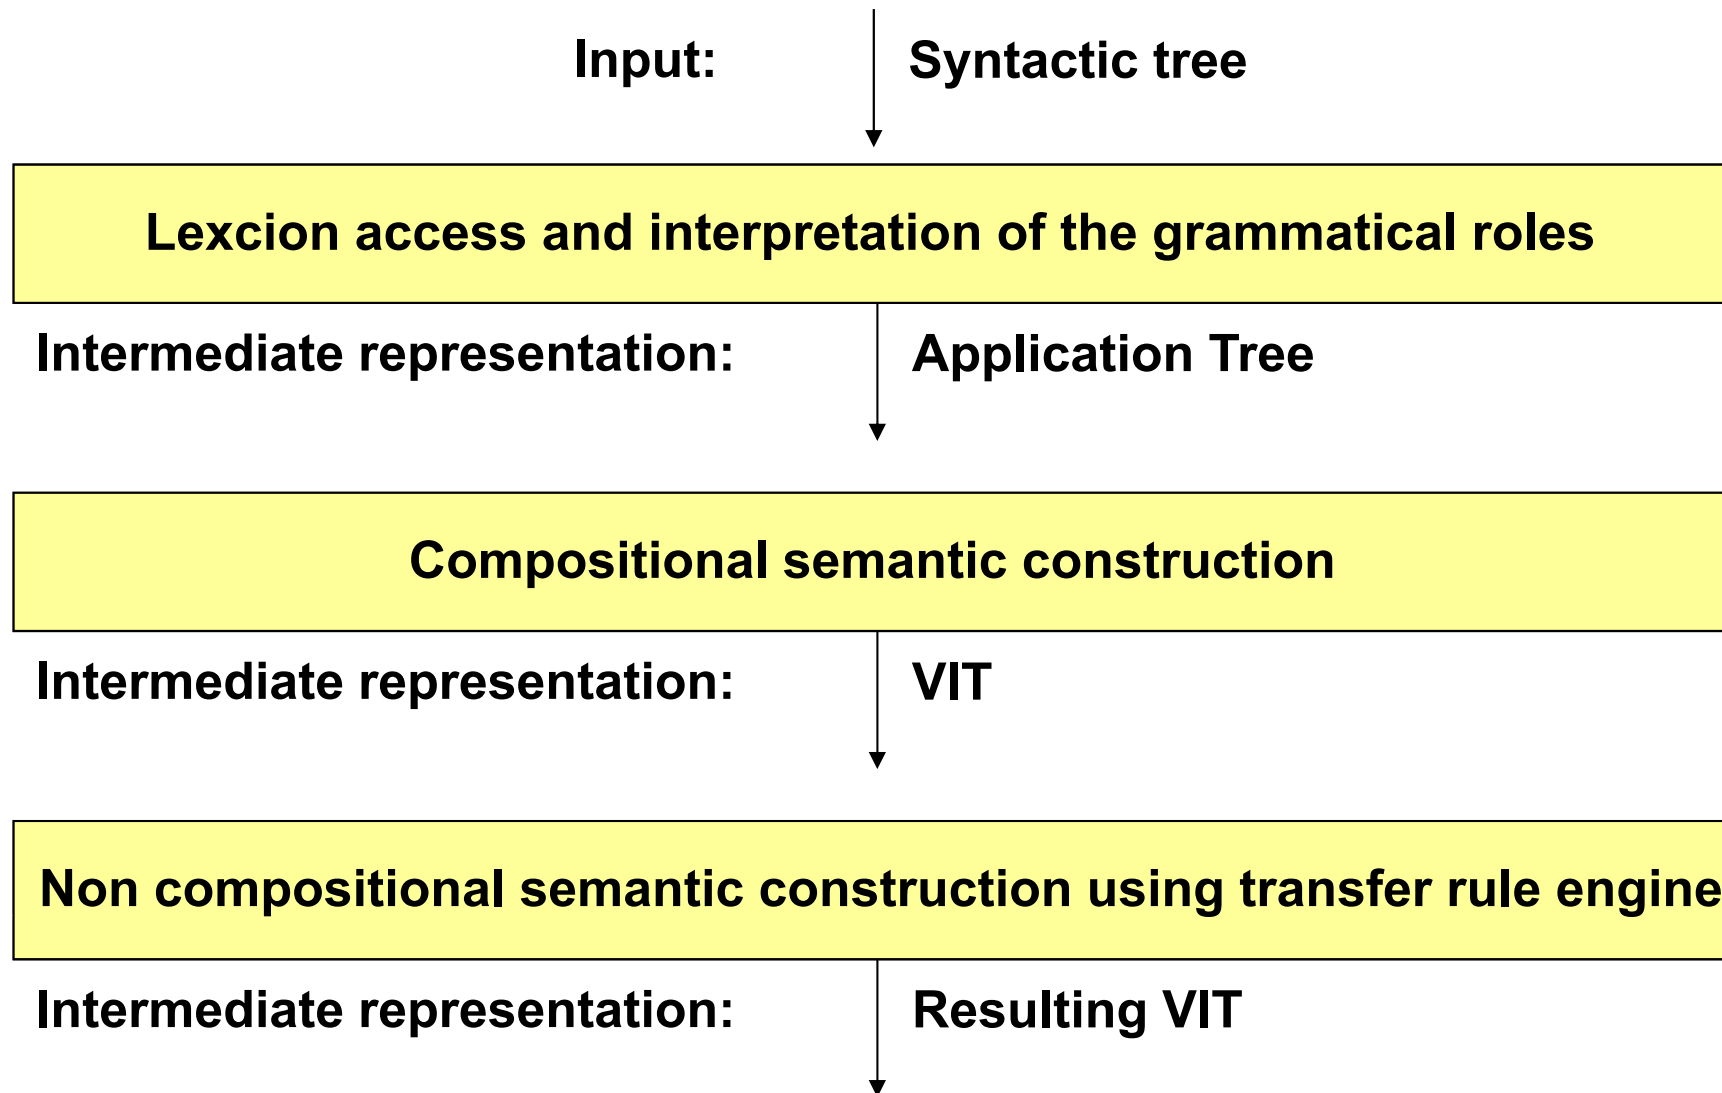 Input: Syntactic tree
Lexcion access and interpretation of the grammatical roles
Intermediate representation: Application Tree
Compositional semantic construction
Intermediate representation: VIT
Non compositional semantic construction using transfer rule engine
Intermediate representation: Resulting VIT